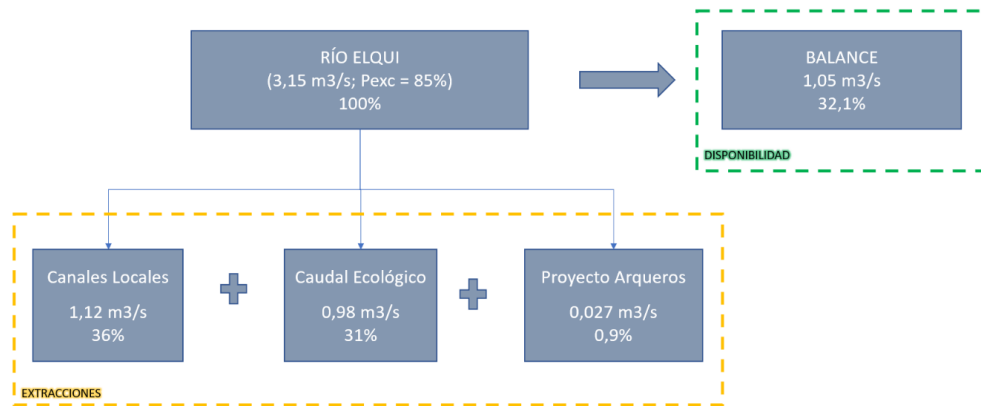 RÍO ELQUI
(3,15 m3/s; Pexc = 85%)
100%
BALANCE
1,05 m3/s
32,1%
DISPONIBILIDAD
Canales Locales
1,12 m3/s
36%
Caudal Ecológico
0,98 m3/s
31%
Proyecto Arqueros
0,027 m3/s
0,9%
EXTRACCIONES